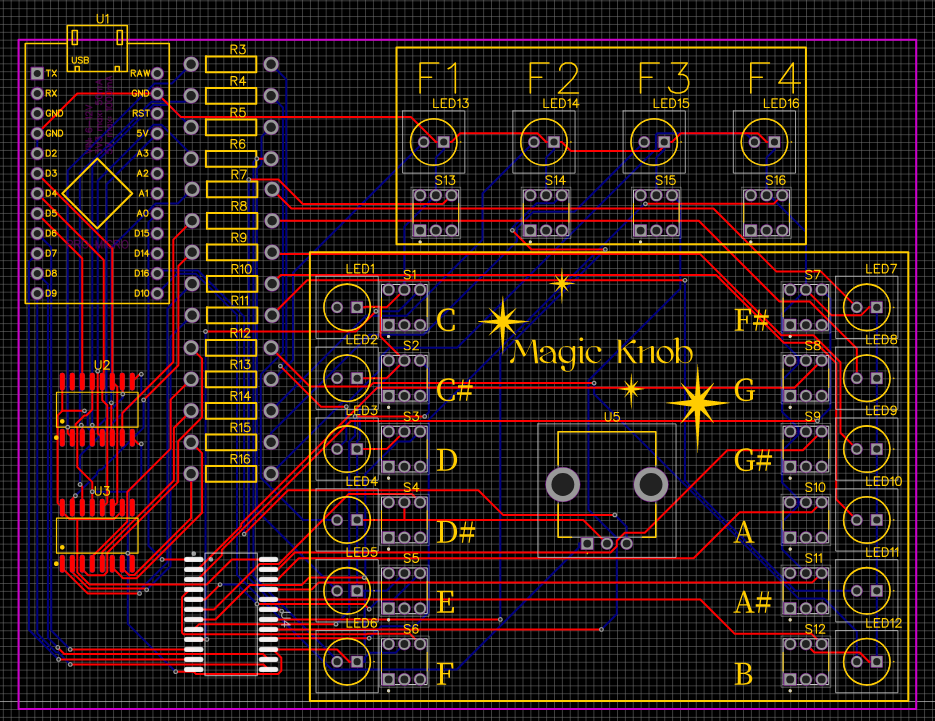 U1
USB
TX RAW
RX GND
GND RST
GND 5V
D2 A3
D3 A2
D4 A1
D5 A0
D6 D15
D7 D14
D8 D16
D9 D10
R3
R4
R5
R6
R7
R8
R9
R10
R11
R12
R13
R14
R15
R16
U2
U3
U4
F1 F2 F3 F4
LED13 LED14 LED15 LED16
S13 S14 S15 S16
LED1 S1
C
LED2 S2
C#
LED3 S3
D
LED4 S4
D#
LED5 S5
E
LED6 S6
F
Magic Knob
U5
S7 LED7
F#
S8 LED8
G
S9 LED9
G#
S10 LED10
A
S11 LED11
A#
S12 LED12
B